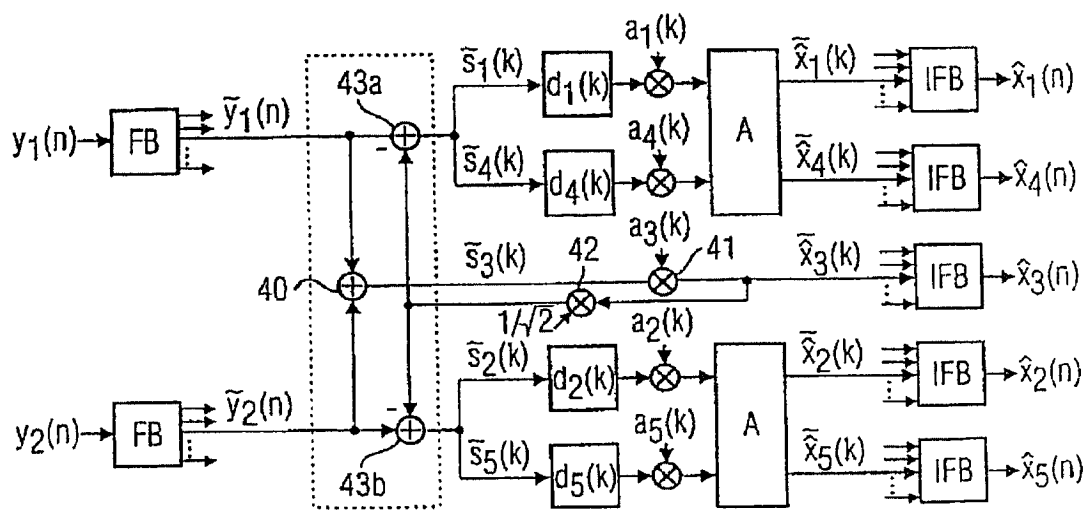 a₁(k)
43a s̃₁(k) d₁(k) x̃̂₁(k) IFB x̂₁(n)
y₁(n) FB ỹ₁(n) - A
a₄(k)
s̃₄(k) d₄(k) x̃̂₄(k) IFB x̂₄(n)
a₃(k) 41
40 s̃₃(k) 42 x̃̂₃(k) IFB x̂₃(n)
1/√2 a₂(k)
s̃₂(k) d₂(k) x̃̂₂(k) IFB x̂₂(n)
y₂(n) FB ỹ₂(n) - A
a₅(k)
43b s̃₅(k) d₅(k) x̃̂₅(k) IFB x̂₅(n)